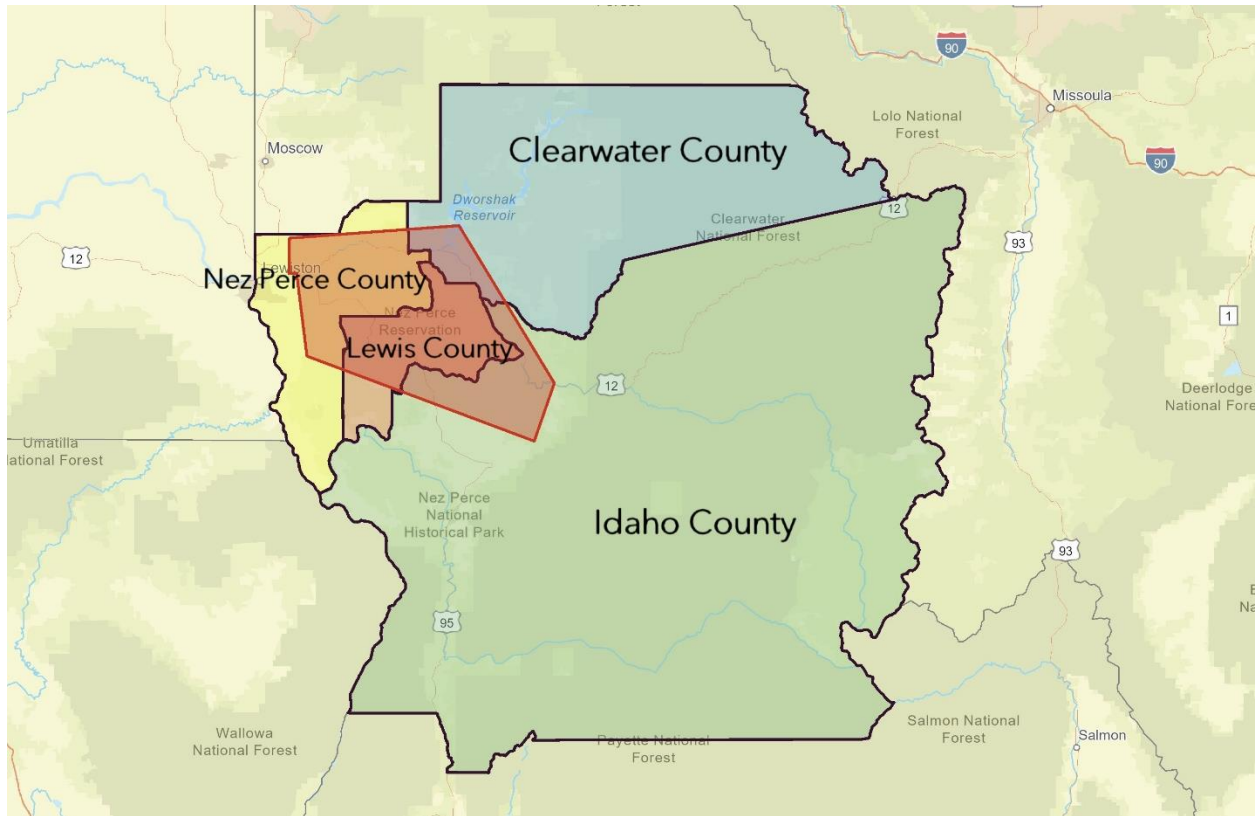 Forest
90
Missoula
Lolo National
Forest
Moscow
Clearwater County
90
Dworshak
Reservoir
12
Clearwater
National Forest
93
12
Lewiston
Nez Perce County
Nez Perce
Reservation
1
Lewis County
12
Deerlodge
National Fore
Umatilla
National Forest
Nez Perce
National
Historical Park
Idaho County
93
95
Wallowa
National Forest
Payette National
Forest
Salmon National
Forest
Salmon